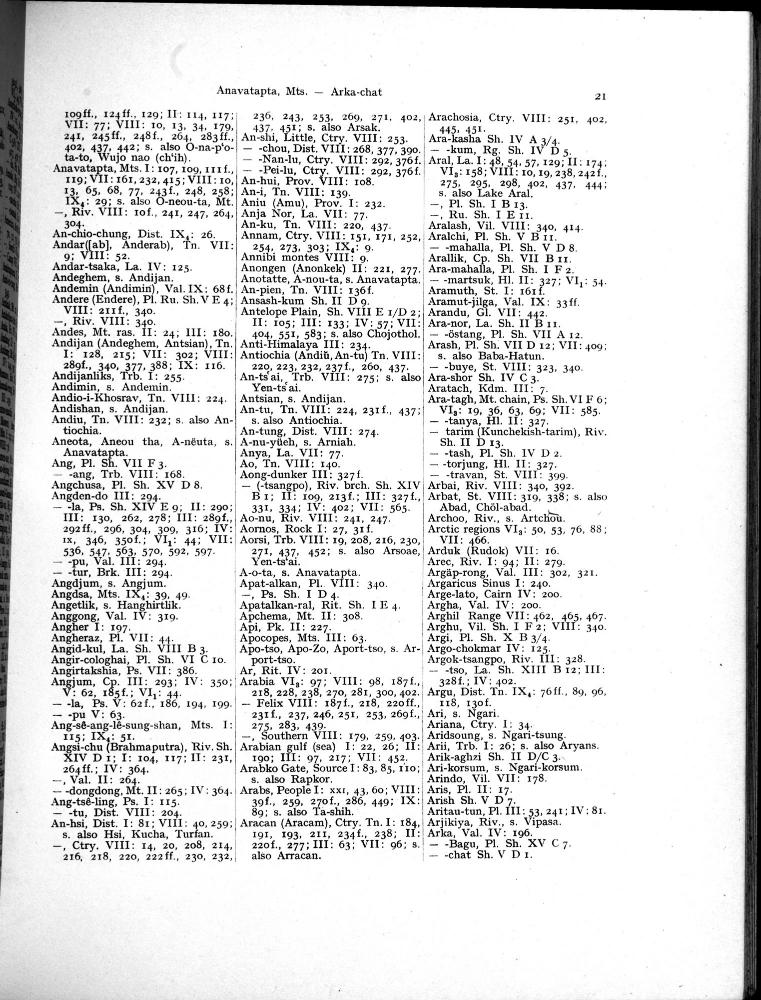 Anavatapta, Mts. — Arka-chat
21
109ff., 124ff., 129; II: 114, 117;
VII: 77; VIII: 10, 13, 34, 179,
241, 245ff., 248f., 264, 283ff.,
402, 437, 442; s. also O-na-p'o-
ta-to, Wujo nao (ch'ih).
Anavatapta, Mts. I: 107, 109, 111f.,
119; VII: 161, 232, 415; VIII: 10,
13, 65, 68, 77, 243f., 248, 258;
IX₄: 29; s. also O-neou-ta, Mt.
—, Riv. VIII: 10f., 241, 247, 264,
304.
An-chio-chung, Dist. IX₄: 26.
Andar([ab], Anderab), Tn. VII:
9; VIII: 52.
Andar-tsaka, La. IV: 125.
Andeghem, s. Andijan.
Andemin (Andimin), Val. IX: 68f.
Andere (Endere), Pl. Ru. Sh. V E 4;
VIII: 211f., 340.
—, Riv. VIII: 340.
Andes, Mt. ras. II: 24; III: 180.
Andijan (Andeghem, Antsian), Tn.
I: 128, 215; VII: 302; VIII:
289f., 340, 377, 388; IX: 116.
Andijanliks, Trb. I: 255.
Andimin, s. Andemin.
Andio-i-Khosrav, Tn. VIII: 224.
Andishan, s. Andijan.
Andiu, Tn. VIII: 232; s. also An-
tiochia.
Aneota, Aneou tha, A-nëuta, s.
Anavatapta.
Ang, Pl. Sh. VII F 3.
— -ang, Trb. VIII: 168.
Angchusa, Pl. Sh. XV D 8.
Angden-do III: 294.
— -la, Ps. Sh. XIV E 9; II: 290;
III: 130, 262, 278; III: 289f.,
292ff., 296, 304, 309, 316; IV:
IX, 346, 350f.; VI₁: 44; VII:
536, 547, 563, 570, 592, 597.
— -pu, Val. III: 294.
— -tur, Brk. III: 294.
Angdjum, s. Angjum.
Angdsa, Mts. IX₄: 39, 49.
Angetlik, s. Hanghirtlik.
Anggong, Val. IV: 319.
Angher I: 197.
Angheraz, Pl. VII: 44.
Angid-kul, La. Sh. VIII B 3.
Angir-cologhai, Pl. Sh. VI C 10.
Angirtakshia, Ps. VII: 386.
Angjum, Cp. III: 293; IV: 350;
V: 62, 185f.; VI₁: 44.
— -la, Ps. V: 62f., 186, 194, 199.
— -pu V: 63.
Ang-sê-ang-lê-sung-shan, Mts. I:
115; IX₄: 51.
Angsi-chu (Brahmaputra), Riv. Sh.
XIV D 1; I: 104, 117; II: 231,
264ff.; IV: 364.
—, Val. II: 264.
— -dongdong, Mt. II: 265; IV: 364.
Ang-tsê-ling, Ps. I: 115.
— -tu, Dist. VIII: 204.
An-hsi, Dist. I: 81; VIII: 40, 259;
s. also Hsi, Kucha, Turfan.
—, Ctry. VIII: 14, 20, 208, 214,
216, 218, 220, 222ff., 230, 232,
236, 243, 253, 269, 271, 402,
437, 451; s. also Arsak.
An-shi, Little, Ctry. VIII: 253.
— -chou, Dist. VIII: 268, 377, 390.
— -Nan-lu, Ctry. VIII: 292, 376f.
— -Pei-lu, Ctry. VIII: 292, 376f.
An-hui, Prov. VIII: 108.
An-i, Tn. VIII: 139.
Aniu (Amu), Prov. I: 232.
Anja Nor, La. VII: 77.
An-ku, Tn. VIII: 220, 437.
Annam, Ctry. VIII: 151, 171, 252,
254, 273, 303; IX₄: 9.
Annibi montes VIII: 9.
Anongen (Anonkek) II: 221, 277.
Anotatte, A-nou-ta, s. Anavatapta.
An-pien, Tn. VIII: 136f.
Ansash-kum Sh. II D 9.
Antelope Plain, Sh. VIII E 1/D 2;
II: 105; III: 133; IV: 57; VII:
404, 551, 583; s. also Chojothol.
Anti-Himalaya III: 234.
Antiochia (Andiü, An-tu) Tn. VIII:
220, 223, 232, 237f., 260, 437.
An-ts'ai, Trb. VIII: 275; s. also
Yen-ts'ai.
Antsian, s. Andijan.
An-tu, Tn. VIII: 224, 231f., 437;
s. also Antiochia.
An-tung, Dist. VIII: 274.
A-nu-yüeh, s. Arniah.
Anya, La. VII: 77.
Ao, Tn. VIII: 140.
Aong-dunker III: 327f.
— (-tsangpo), Riv. brch. Sh. XIV
B 1; II: 109, 213f.; III: 327f.,
331, 334; IV: 402; VII: 565.
Ao-nu, Riv. VIII: 241, 247.
Aornos, Rock I: 27, 31f.
Aorsi, Trb. VIII: 19, 208, 216, 230,
271, 437, 452; s. also Arsoae,
Yen-ts'ai.
A-o-ta, s. Anavatapta.
Apat-alkan, Pl. VIII: 340.
—, Ps. Sh. I D 4.
Apatalkan-ral, Rit. Sh. I E 4.
Apchema, Mt. II: 308.
Api, Pk. II: 227.
Apocopes, Mts. III: 63.
Apo-tso, Apo-Zo, Aport-tso, s. Ar-
port-tso.
Ar, Rit. IV: 201.
Arabia VI₂: 97; VIII: 98, 187f.,
218, 228, 238, 270, 281, 300, 402.
— Felix VIII: 187f., 218, 220ff.,
231f., 237, 246, 251, 253, 269f.,
275, 283, 439.
—, Southern VIII: 179, 259, 403.
Arabian gulf (sea) I: 22, 26; II:
190; III: 97, 217; VII: 452.
Arabko Gate, Source I: 83, 85, 110;
s. also Rapkor.
Arabs, People I: XXI, 43, 60; VIII:
39f., 259, 270f., 286, 449; IX:
89; s. also Ta-shih.
Aracan (Aracam), Ctry. Tn. I: 184,
191, 193, 211, 234f., 238; II:
220f., 277; III: 63; VII: 96; s.
also Arracan.
Arachosia, Ctry. VIII: 251, 402,
445, 451.
Ara-kasha Sh. IV A 3/4.
— -kum, Rg. Sh. IV D 5.
Aral, La. I: 48, 54, 57, 129; II: 174;
VI₂: 158; VIII: 10, 19, 238, 242f.,
275, 295, 298, 402, 437, 444;
s. also Lake Aral.
—, Pl. Sh. I B 13.
—, Ru. Sh. I E 11.
Aralash, Vil. VIII: 340, 414.
Aralchi, Pl. Sh. V B 11.
— -mahalla, Pl. Sh. V D 8.
Arallik, Cp. Sh. VII B 11.
Ara-mahalla, Pl. Sh. I F 2.
— -martsuk, Hl. II: 327; VI₁: 54.
Aramuth, St. I: 161f.
Aramut-jilga, Val. IX: 33ff.
Arandu, Gl. VII: 442.
Ara-nor, La. Sh. II B 11.
— -östang, Pl. Sh. VII A 12.
Arash, Pl. Sh. VII D 12; VII: 409;
s. also Baba-Hatun.
— -buye, St. VIII: 323, 340.
Ara-shor Sh. IV C 3.
Aratach, Kdm. III: 7.
Ara-tagh, Mt. chain, Ps. Sh. VI F 6;
VI₂: 19, 36, 63, 69; VII: 585.
— -tanya, Hl. II: 327.
— tarim (Kunchekish-tarim), Riv.
Sh. II D 13.
— -tash, Pl. Sh. IV D 2.
— -torjung, Hl. II: 327.
— -travan, St. VIII: 399.
Arbai, Riv. VIII: 340, 392.
Arbat, St. VIII: 319, 338; s. also
Abad, Chöl-abad.
Archoo, Riv., s. Artchou.
Arctic regions VI₂: 50, 53, 76, 88;
VII: 466.
Arduk (Rudok) VII: 16.
Arec, Riv. I: 94; II: 279.
Argäp-rong, Val. III: 302, 321.
Argaricus Sinus I: 240.
Arge-lato, Cairn IV: 200.
Argha, Val. IV: 200.
Arghil Range VII: 462, 465, 467.
Arghu, Vil. Sh. I F 2; VIII: 340.
Argi, Pl. Sh. X B 3/4.
Argo-chokmar IV: 125.
Argok-tsangpo, Riv. III: 328.
— -tso, La. Sh. XIII B 12; III:
328f.; IV: 402.
Argu, Dist. Tn. IX₄: 76ff., 89, 96,
118, 130f.
Ari, s. Ngari.
Ariana, Ctry. I: 34.
Aridsoung, s. Ngari-tsung.
Arii, Trb. I: 26; s. also Aryans.
Arik-aghzi Sh. II D/C 3.
Ari-korsum, s. Ngari-korsum.
Arindo, Vil. VII: 178.
Aris, Pl. II: 17.
Arish Sh. V D 7.
Aritau-tun, Pl. III: 53, 241; IV: 81.
Arjikiya, Riv., s. Vipasa.
Arka, Val. IV: 196.
— -Bagu, Pl. Sh. XV C 7.
— -chat Sh. V D 1.